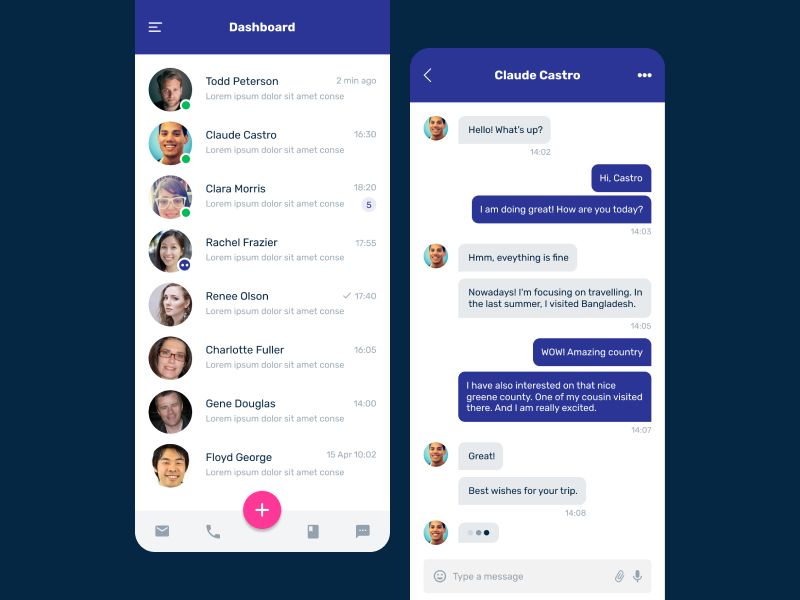 Dashboard
Todd Peterson
2 min ago
Lorem ipsum dolor sit amet conse
Claude Castro
16:30
Lorem ipsum dolor sit amet conse
Clara Morris
18:20
Lorem ipsum dolor sit amet conse
5
Rachel Frazier
17:55
Lorem ipsum dolor sit amet conse
Renee Olson
17:40
Lorem ipsum dolor sit amet conse
Charlotte Fuller
16:05
Lorem ipsum dolor sit amet conse
Gene Douglas
14:00
Lorem ipsum dolor sit amet conse
Floyd George
15 Apr 10:02
Lorem ipsum dolor sit amet conse
Claude Castro
Hello! What's up?
14:02
Hi, Castro
I am doing great! How are you today?
14:03
Hmm, eveything is fine
Nowadays! I'm focusing on travelling. In
the last summer, I visited Bangladesh.
14:05
WOW! Amazing country
I have also interested on that nice
greene county. One of my cousin visited
there. And I am really excited.
14:07
Great!
Best wishes for your trip.
14:08
Type a message